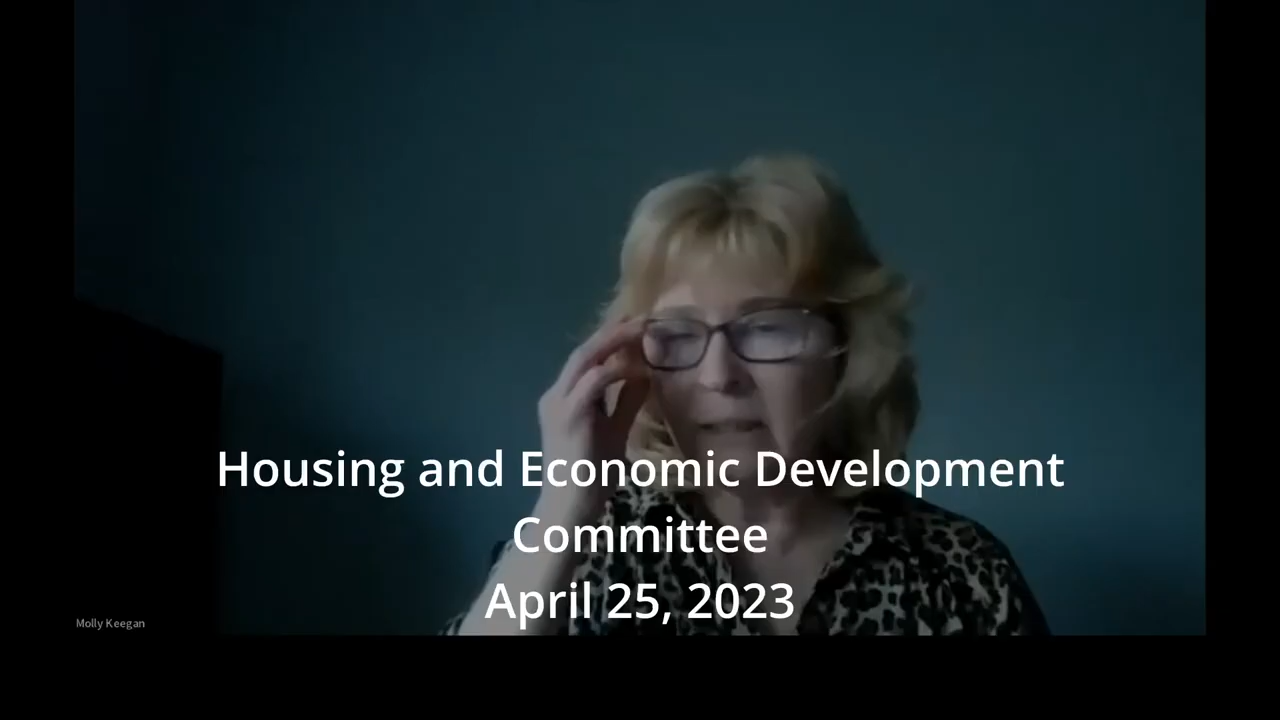 Housing and Economic Development
Committee
April 25, 2023
Molly Keegan